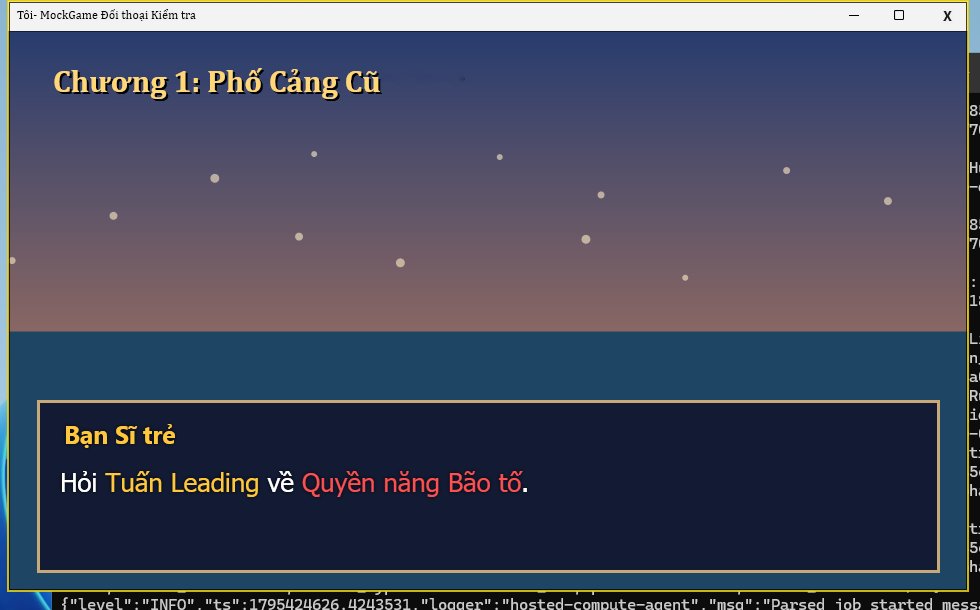 Tôi- MockGame Đối thoại Kiểm tra
X
Chương 1: Phố Cảng Cũ
Bạn Sĩ trẻ
Hỏi Tuấn Leading về Quyền năng Bão tố.
{"level":"INFO","ts":1795424626.4243531,"logger":"hosted-compute-agent","msg":"Parsed job started mes